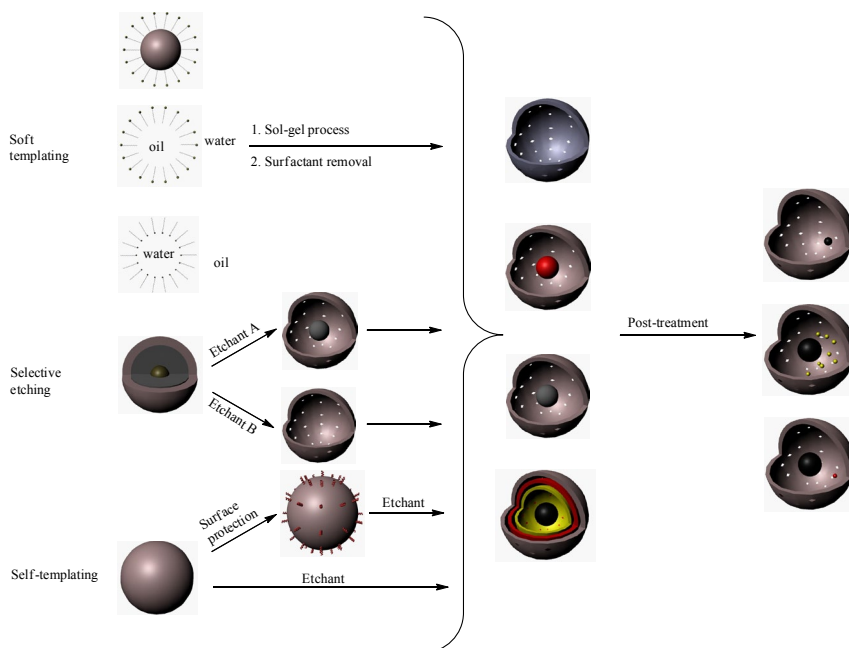 Soft
templating
oil
water
1. Sol-gel process
2. Surfactant removal
water
oil
Selective
etching
Etchant A
Etchant B
Post-treatment
Self-templating
Surface
protection
Etchant
Etchant